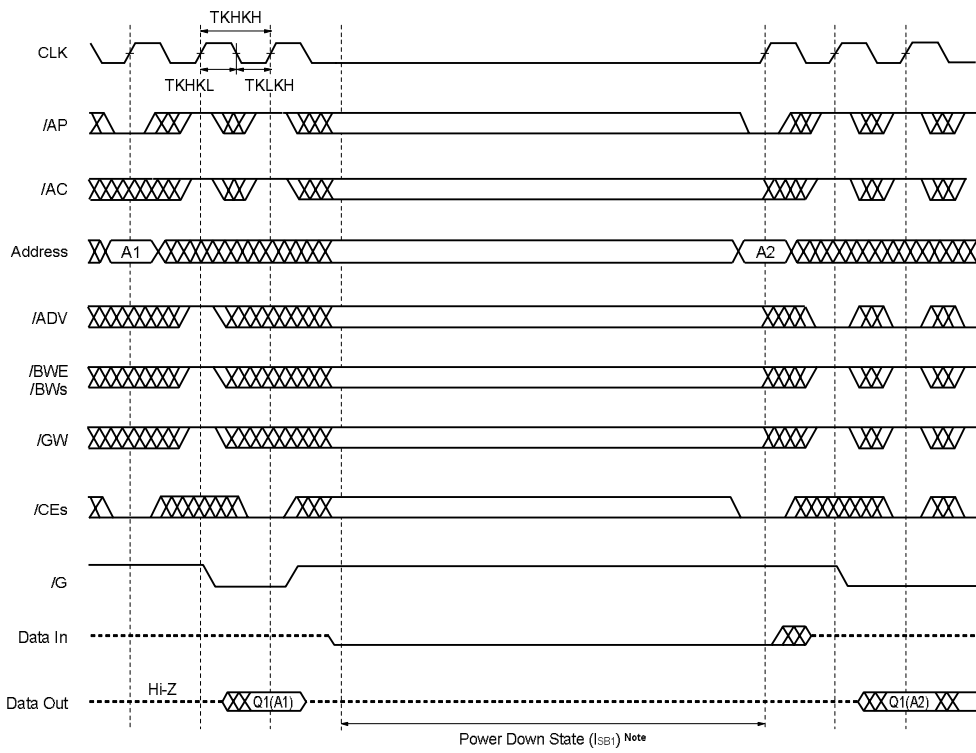 TKHKH
CLK
TKHKL TKLKH
/AP
/AC
Address A1 A2
/ADV
/BWE
/BWs
/GW
/CEs
/G
Data In
Hi-Z
Data Out Q1(A1) Q1(A2)
Power Down State (ISB1) Note